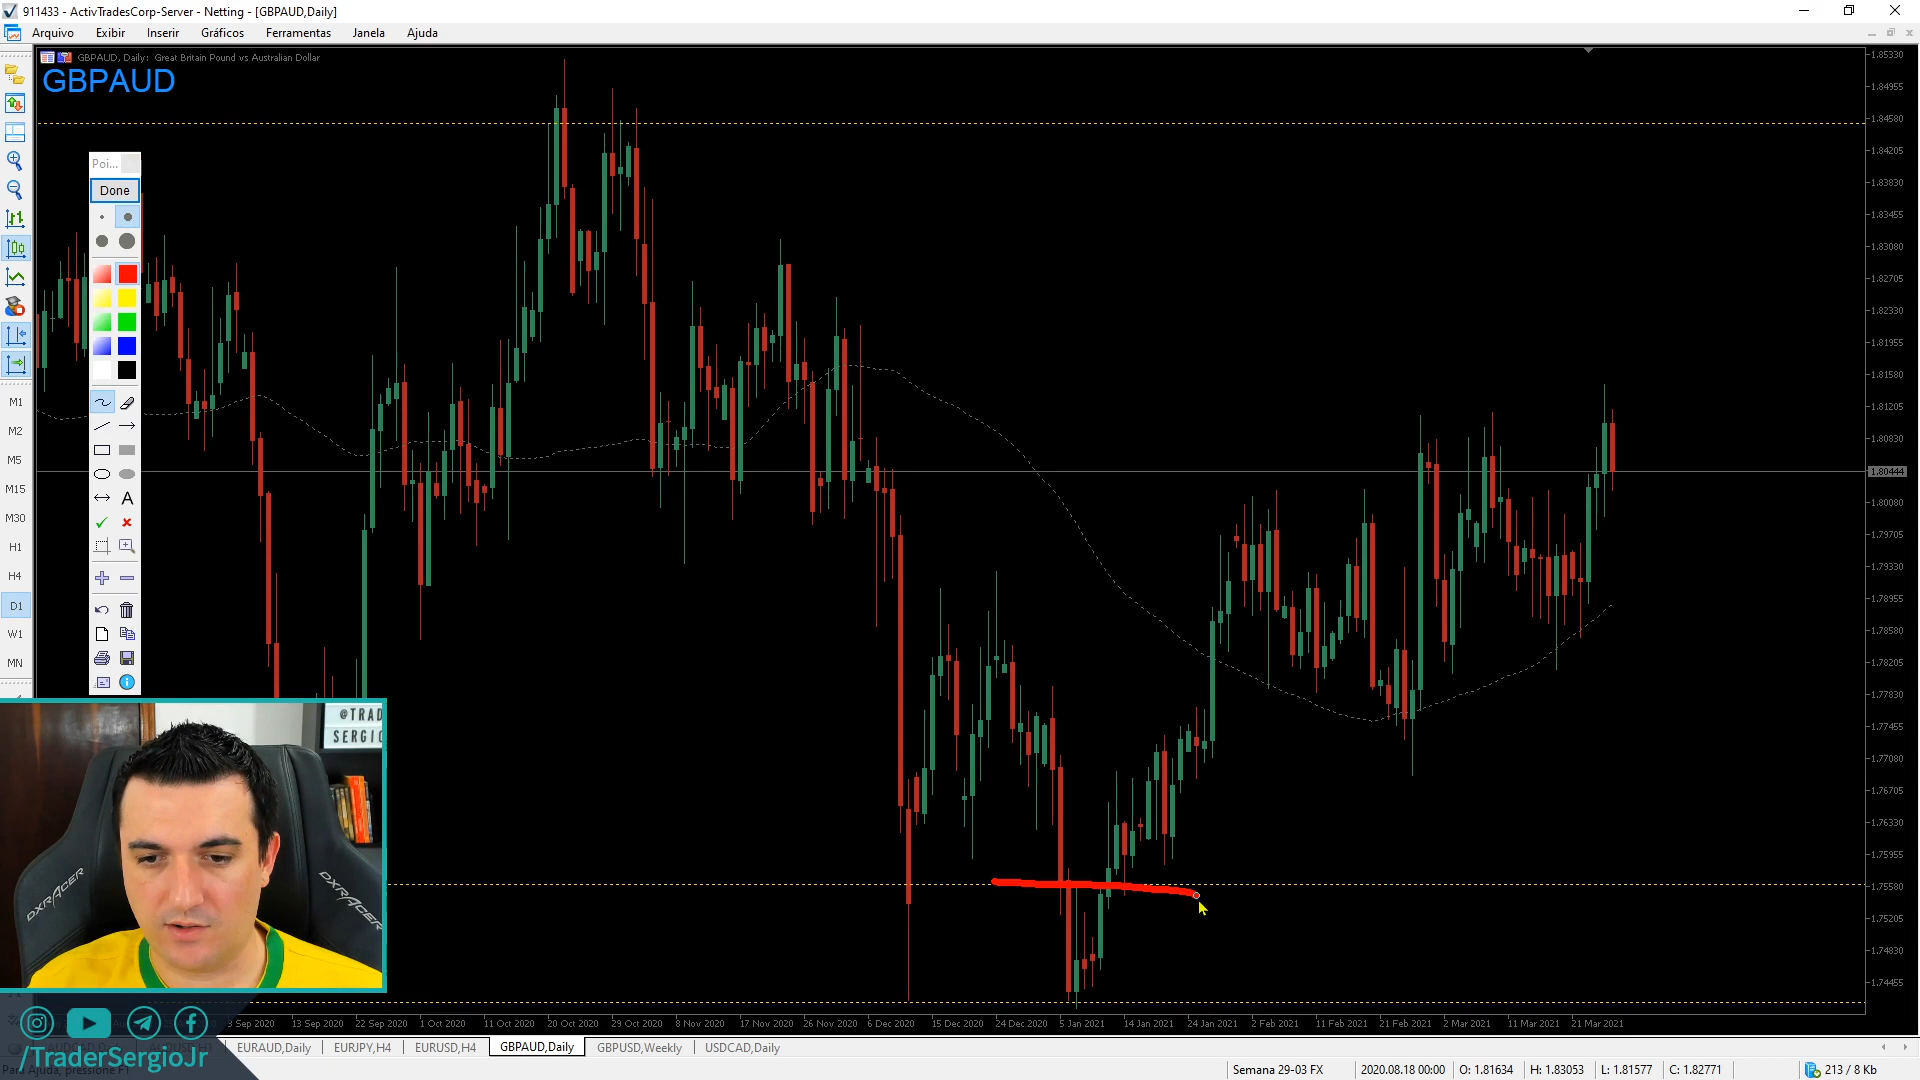 911433 - ActivTradesCorp-Server - Netting - [GBPAUD,Daily]
Arquivo Exibir Inserir Gráficos Ferramentas Janela Ajuda
GBPAUD, Daily: Great Britain Pound vs Australian Dollar
GBPAUD
Poi...
Done
A
M1
M2
M5
M15
M30
H1
H4
D1
W1
MN
1.85330
1.84955
1.84580
1.84205
1.83830
1.83455
1.83080
1.82705
1.82330
1.81955
1.81580
1.81205
1.80830
1.80444
1.80080
1.79705
1.79330
1.78955
1.78580
1.78205
1.77830
1.77455
1.77080
1.76705
1.76330
1.75955
1.75580
1.75205
1.74830
1.74455
@TRAD
SERGIO
DXRACER
DXRACER
3 Sep 2020 13 Sep 2020 22 Sep 2020 1 Oct 2020 11 Oct 2020 20 Oct 2020 29 Oct 2020 8 Nov 2020 17 Nov 2020 26 Nov 2020 6 Dec 2020 15 Dec 2020 24 Dec 2020 5 Jan 2021 14 Jan 2021 24 Jan 2021 2 Feb 2021 11 Feb 2021 21 Feb 2021 2 Mar 2021 11 Mar 2021 21 Mar 2021
EURAUD,Daily EURJPY,H4 EURUSD,H4 GBPAUD,Daily GBPUSD,Weekly USDCAD,Daily
/TraderSergioJr
Para Ajuda, pressione F1
Semana 29-03 FX 2020.08.18 00:00 O: 1.81634 H: 1.83053 L: 1.81577 C: 1.82771 213 / 8 Kb